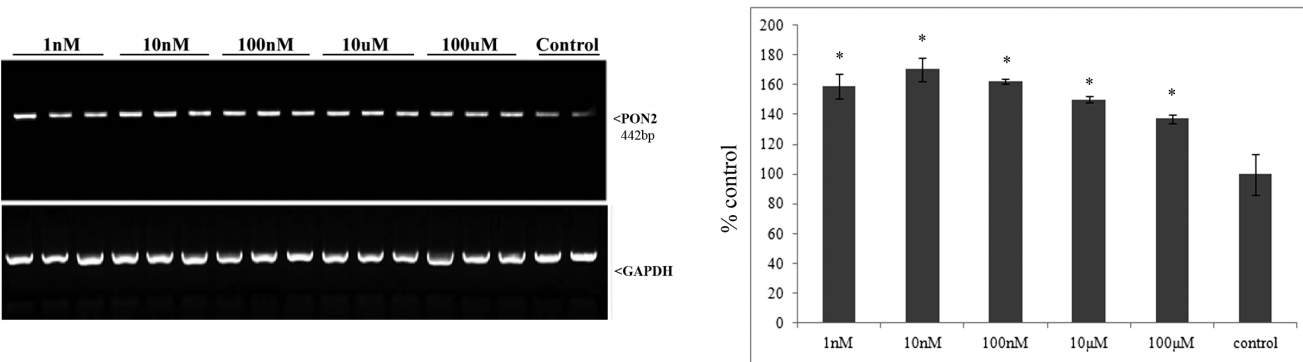 1nM 10nM 100nM 10uM 100uM Control
<PON2
442bp
<GAPDH
% control
200
180
160
140
120
100
80
60
40
20
0
* * * * *
1nM 10nM 100nM 10µM 100µM control